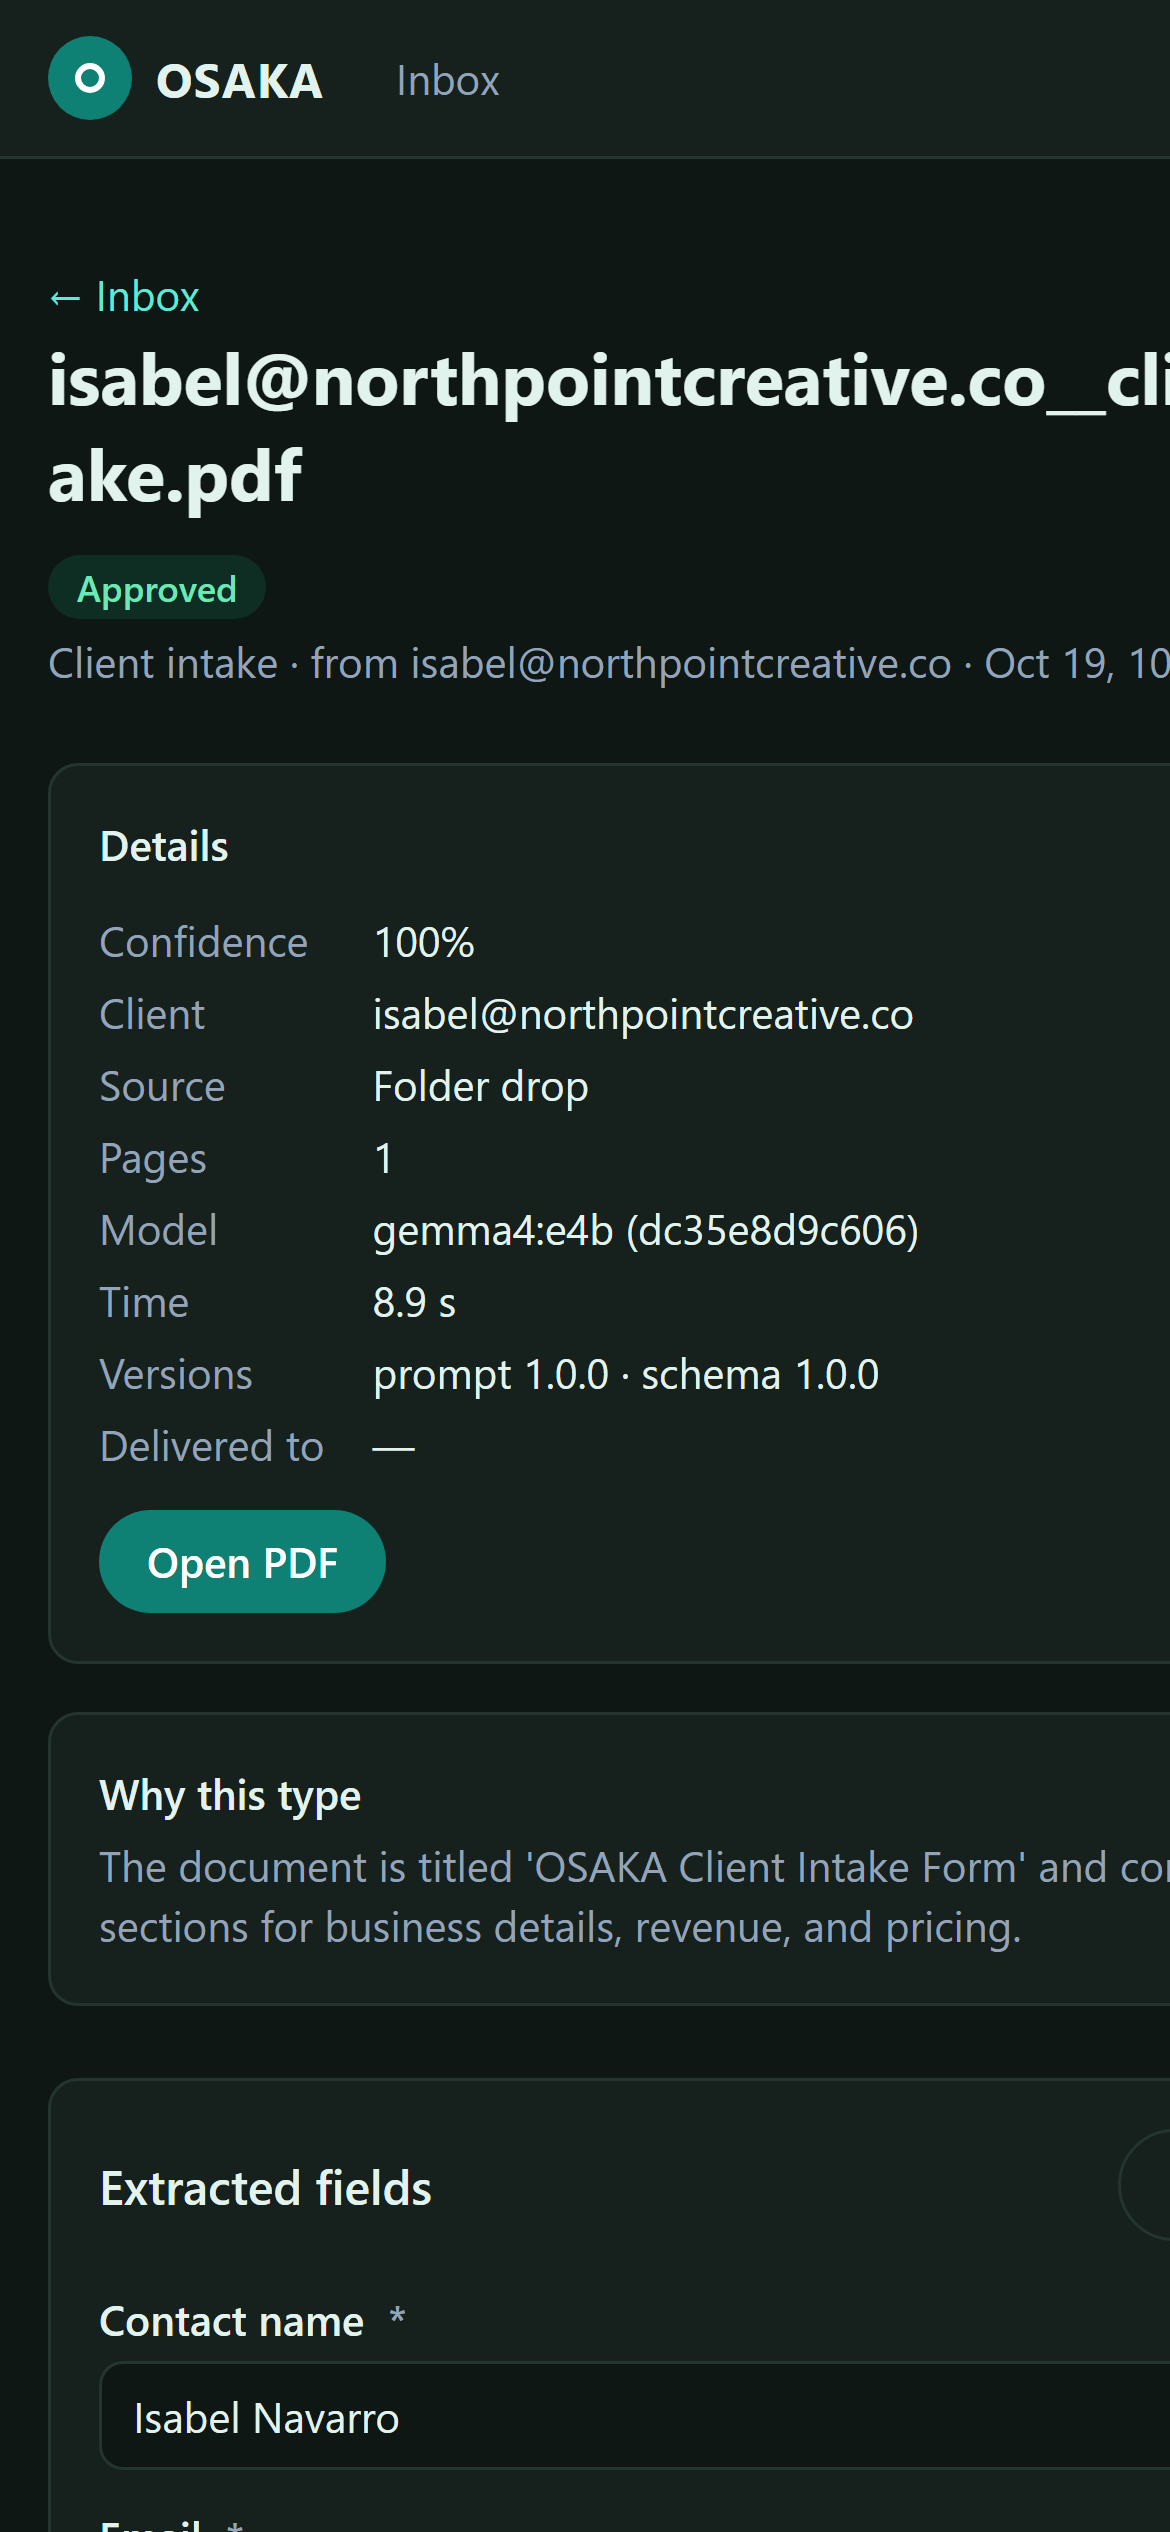 OSAKA Inbox
← Inbox
isabel@northpointcreative.co__cli
ake.pdf
Approved
Client intake · from isabel@northpointcreative.co · Oct 19, 10
Details
Confidence 100%
Client isabel@northpointcreative.co
Source Folder drop
Pages 1
Model gemma4:e4b (dc35e8d9c606)
Time 8.9 s
Versions prompt 1.0.0 · schema 1.0.0
Delivered to —
Open PDF
Why this type
The document is titled 'OSAKA Client Intake Form' and
sections for business details, revenue, and pricing.
Extracted fields
Contact name *
Isabel Navarro
Email *